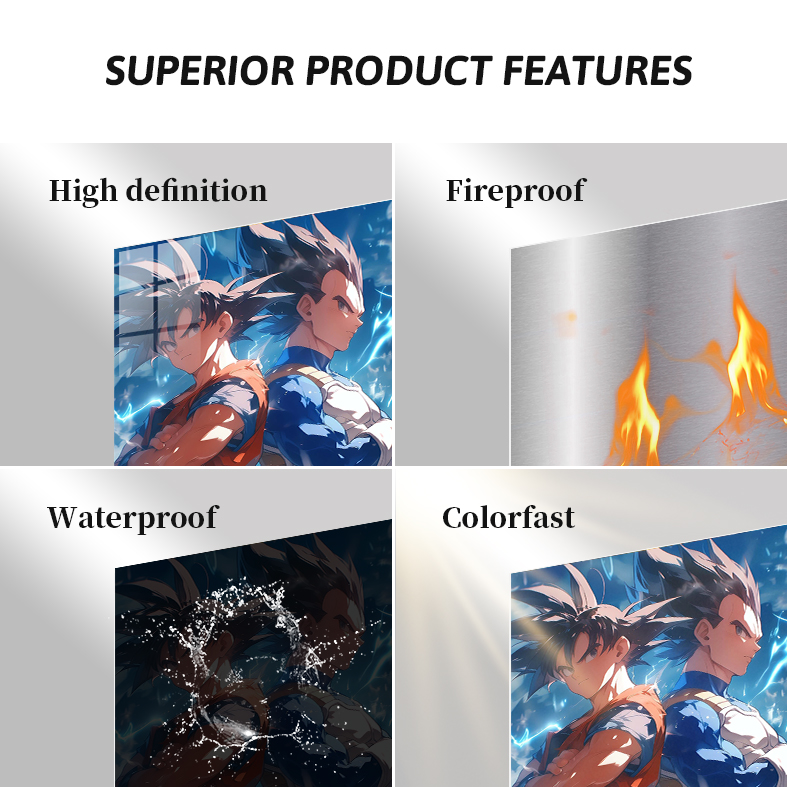 SUPERIOR PRODUCT FEATURES
High definition
Fireproof
Waterproof
Colorfast